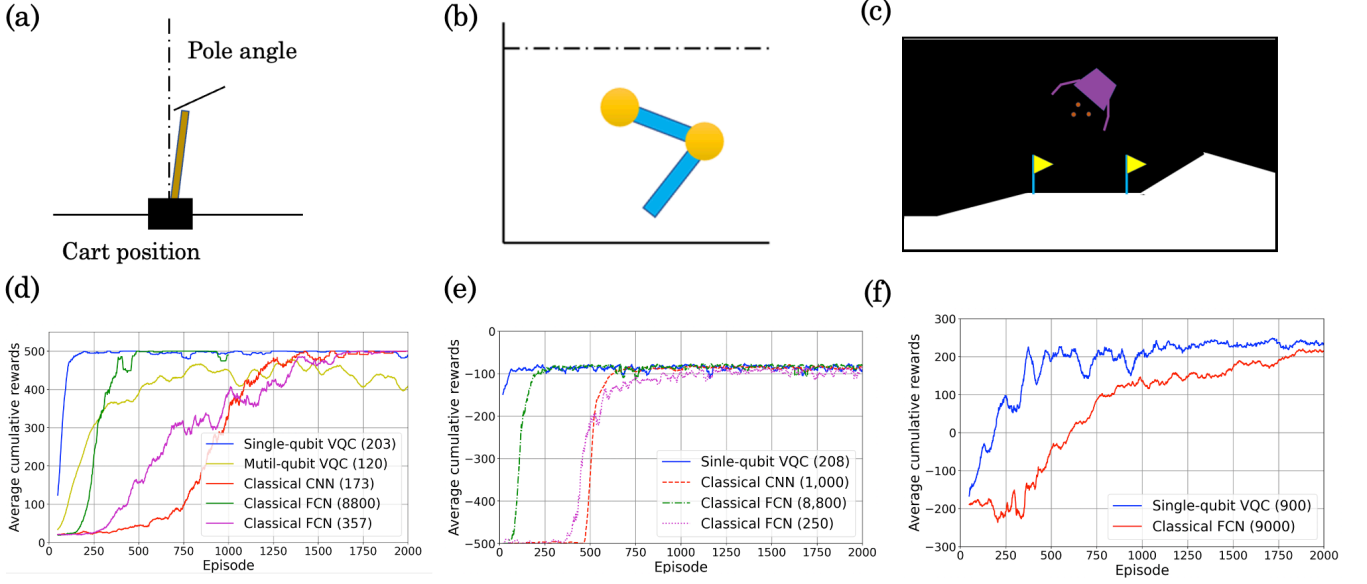 (a)
Pole angle
Cart position
(b)
(c)
(d)
Average cumulative rewards
500
400
300
200
100
0
Single-qubit VQC (203)
Mutil-qubit VQC (120)
Classical CNN (173)
Classical FCN (8800)
Classical FCN (357)
0 250 500 750 1000 1250 1500 1750 2000
Episode
(e)
Average cumulative rewards
0
−100
−200
−300
−400
−500
Sinle-qubit VQC (208)
Classical CNN (1,000)
Classical FCN (8,800)
Classical FCN (250)
0 250 500 750 1000 1250 1500 1750 2000
Episode
(f)
Average cumulative rewards
300
200
100
0
−100
−200
−300
Single-qubit VQC (900)
Classical FCN (9000)
0 250 500 750 1000 1250 1500 1750 2000
Episode